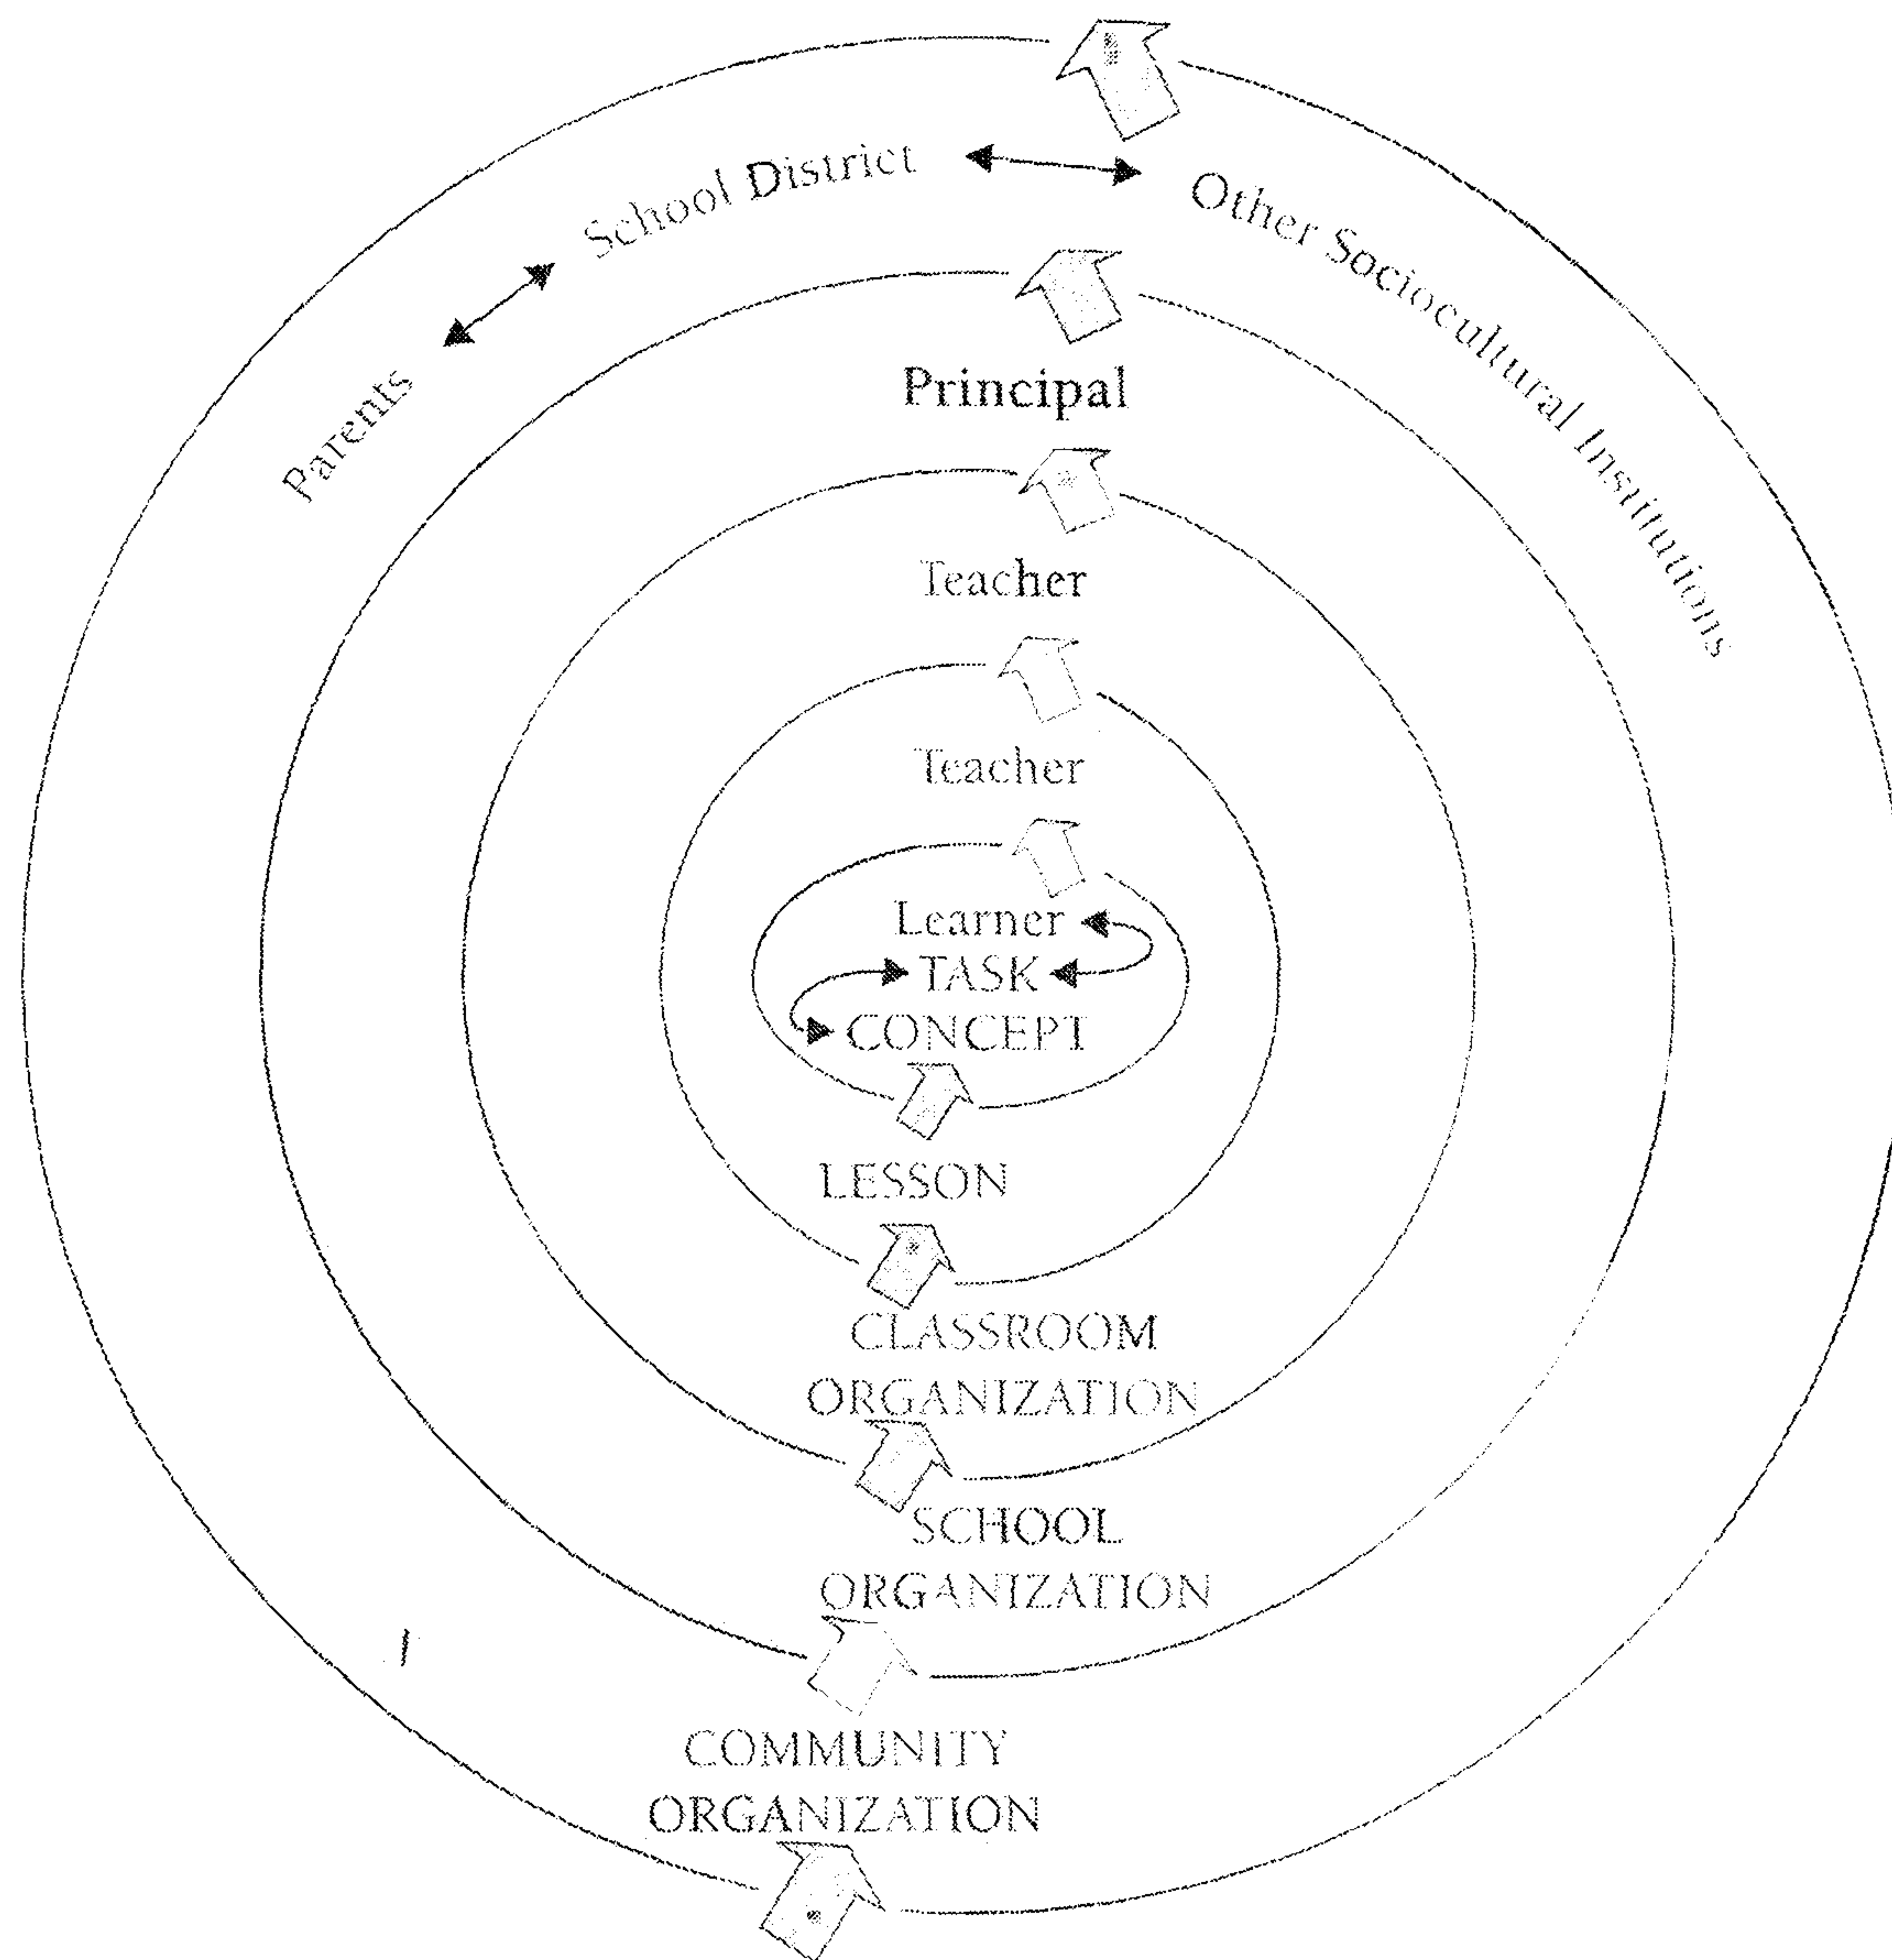 School District
Other Sociocultural Institutions
Parents
Principal
Teacher
Teacher
Learner
TASK
CONCEPT
LESSON
CLASSROOM
ORGANIZATION
SCHOOL
ORGANIZATION
COMMUNITY
ORGANIZATION